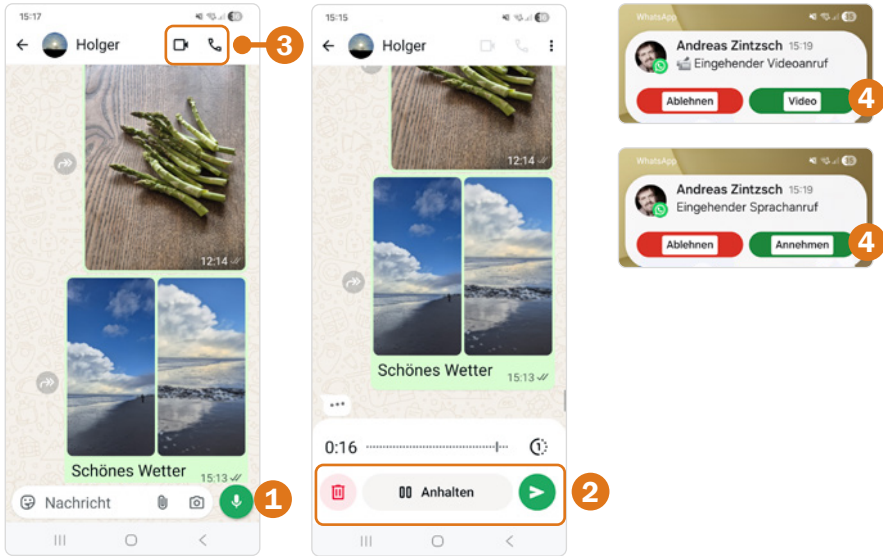 15:17
Holger
3
12:14
Schönes Wetter 15:13
Nachricht
1
15:15
Holger
12:14
Schönes Wetter 15:13
0:16
1
Anhalten
2
WhatsApp
Andreas Zintzsch 15:19
Eingehender Videoanruf
Ablehnen Video
4
WhatsApp
Andreas Zintzsch 15:19
Eingehender Sprachanruf
Ablehnen Annehmen
4